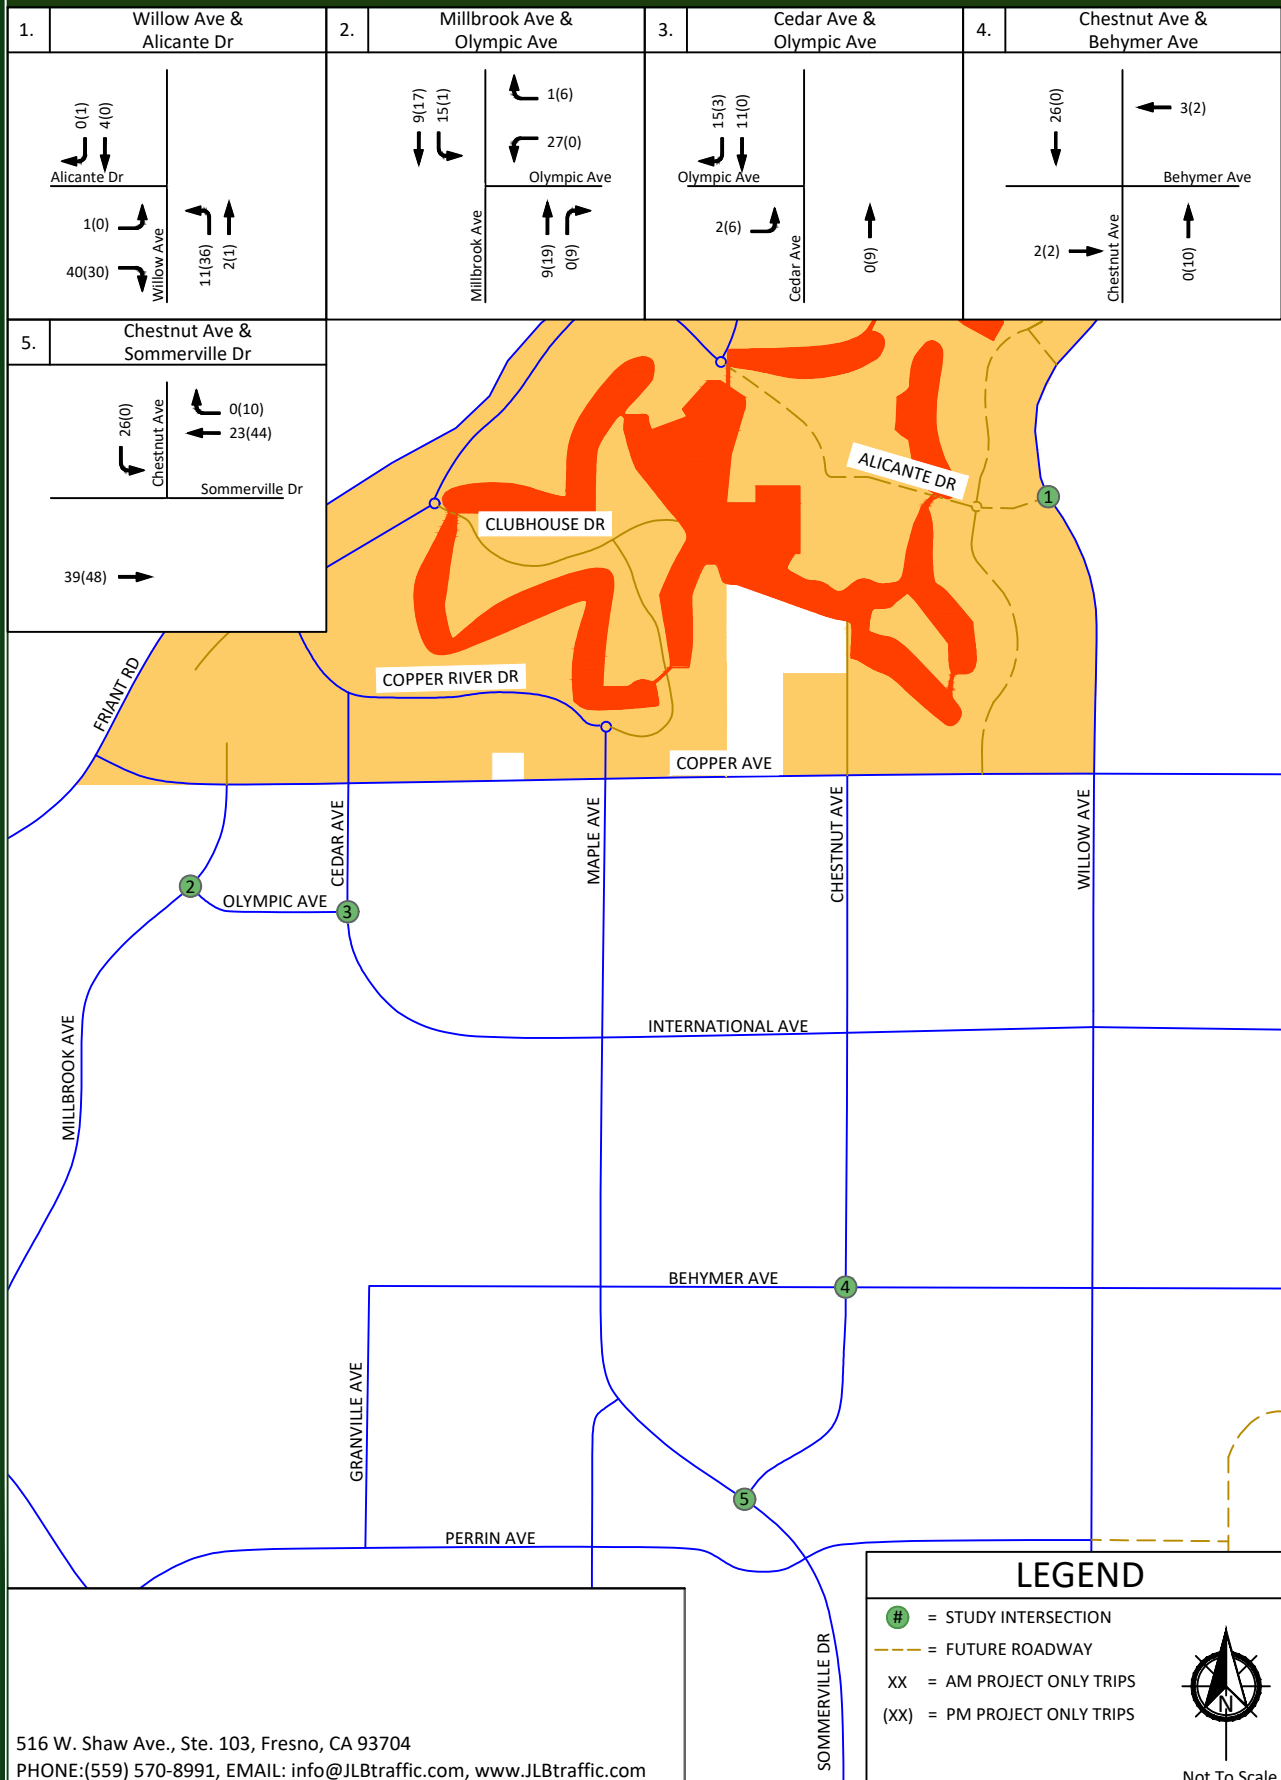 1.
Willow Ave &
Alicante Dr
0(1)
4(0)
Alicante Dr
1(0)
40(30)
Willow Ave
11(36)
2(1)
2.
Millbrook Ave &
Olympic Ave
9(17)
15(1)
1(6)
27(0)
Olympic Ave
Millbrook Ave
9(19)
0(9)
3.
Cedar Ave &
Olympic Ave
15(3)
11(0)
Olympic Ave
2(6)
Cedar Ave
0(9)
4.
Chestnut Ave &
Behymer Ave
26(0)
3(2)
Behymer Ave
2(2)
Chestnut Ave
0(10)
5.
Chestnut Ave &
Sommerville Dr
26(0)
Chestnut Ave
0(10)
23(44)
Sommerville Dr
39(48)
ALICANTE DR
1
CLUBHOUSE DR
FRIANT RD
COPPER RIVER DR
COPPER AVE
CEDAR AVE
MAPLE AVE
CHESTNUT AVE
WILLOW AVE
2
OLYMPIC AVE
3
MILLBROOK AVE
INTERNATIONAL AVE
BEHYMER AVE
4
GRANVILLE AVE
5
PERRIN AVE
SOMMERVILLE DR
LEGEND
# = STUDY INTERSECTION
= FUTURE ROADWAY
XX = AM PROJECT ONLY TRIPS
(XX) = PM PROJECT ONLY TRIPS
N
Not To Scale
516 W. Shaw Ave., Ste. 103, Fresno, CA 93704
PHONE:(559) 570-8991, EMAIL: info@JLBtraffic.com, www.JLBtraffic.com